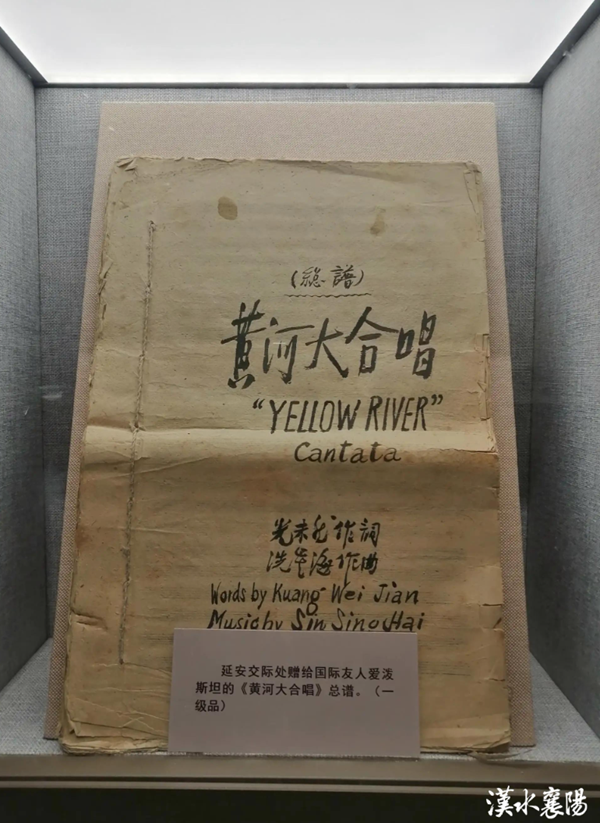 (總譜)
黄河大合唱
“YELLOW RIVER”
Cantata
光未然作詞
洗星海作曲
Words by Kuang Wei Jian
Music by Sin Sing Hai
延安交际处赠给国际友人爱泼
斯坦的《黄河大合唱》总谱。（一
级品）
漢水襄陽